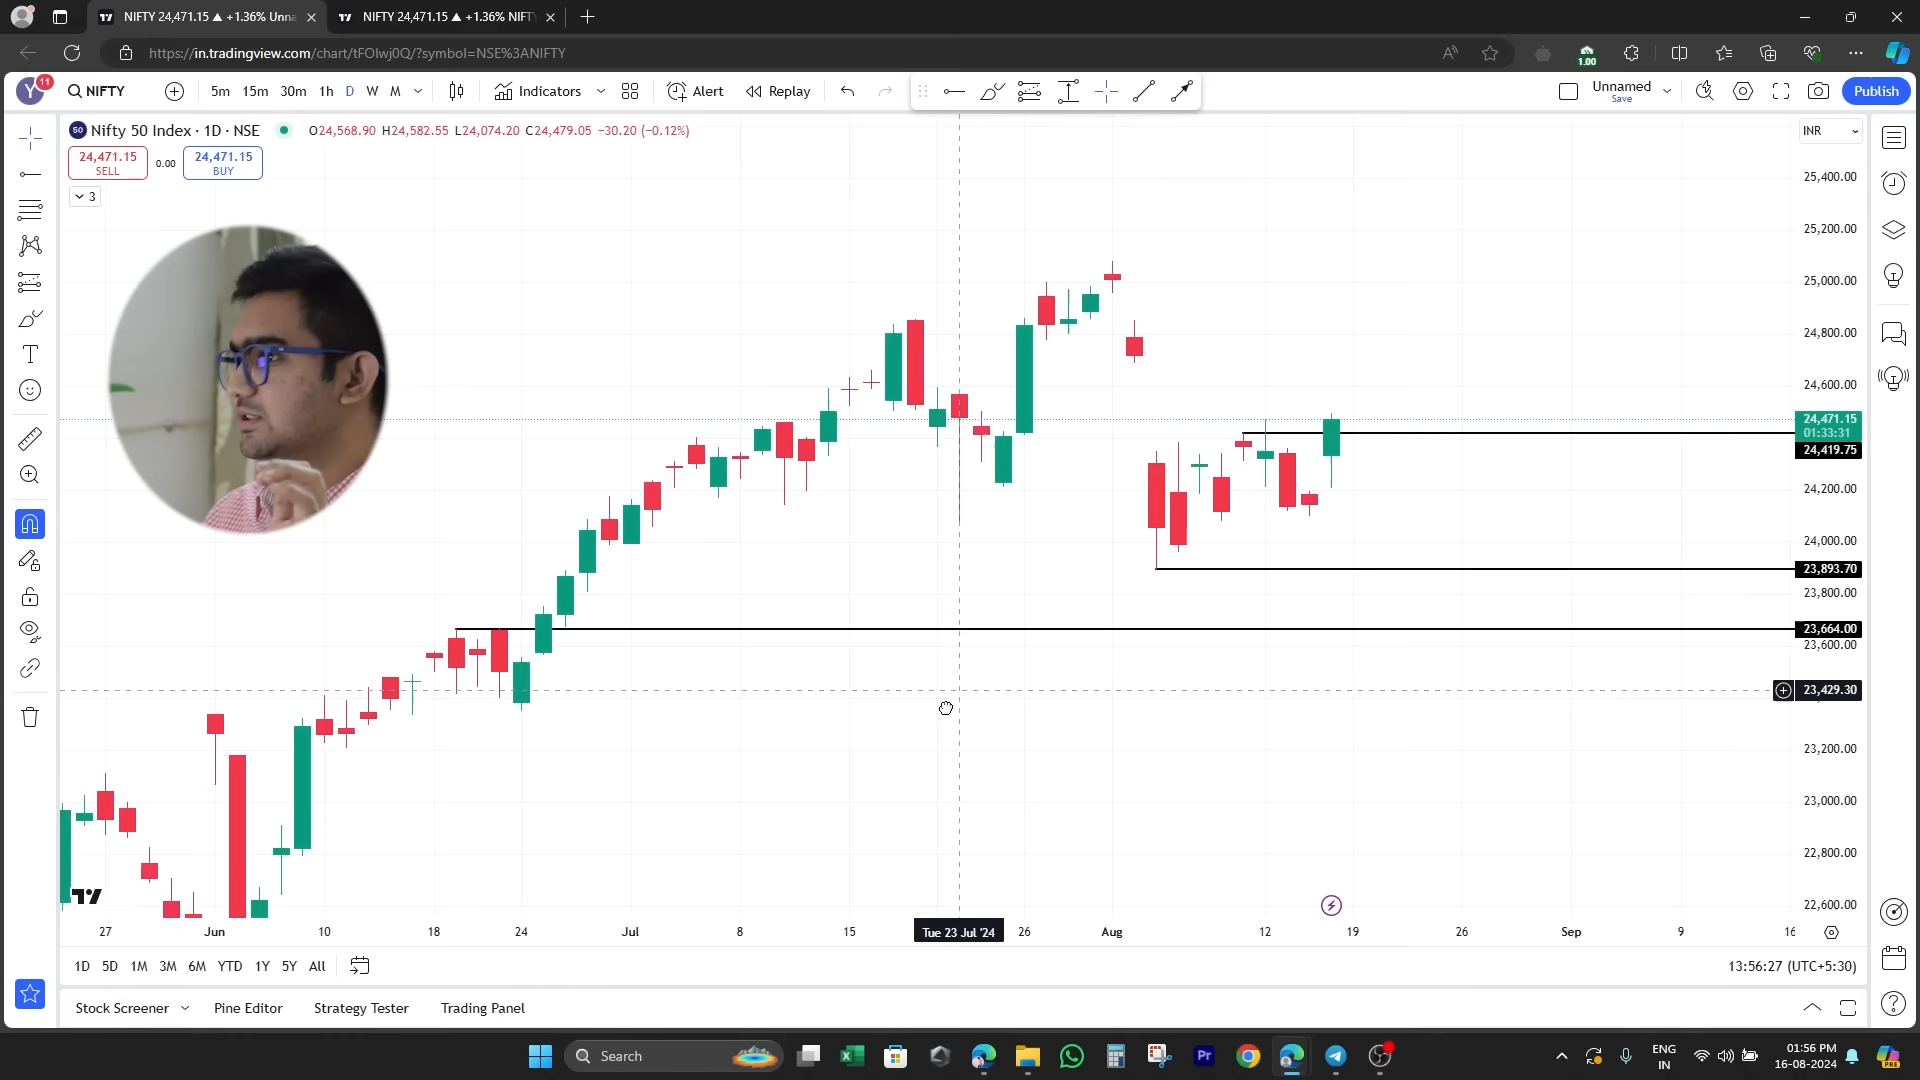 NIFTY 24,471.15 ▲ +1.36% Unna
NIFTY 24,471.15 ▲ +1.36% NIFT
https://in.tradingview.com/chart/tFOlwj0Q/?symbol=NSE%3ANIFTY
1.00
Y 11
NIFTY
5m 15m 30m 1h D W M
Indicators
Alert
Replay
Unnamed
Save
Publish
50 Nifty 50 Index · 1D · NSE
O24,568.90 H24,582.55 L24,074.20 C24,479.05 −30.20 (−0.12%)
INR
24,471.15
SELL
0.00
24,471.15
BUY
3
25,400.00
25,200.00
25,000.00
24,800.00
24,600.00
24,471.15
01:33:31
24,419.75
24,200.00
24,000.00
23,893.70
23,800.00
23,664.00
23,600.00
23,429.30
23,200.00
23,000.00
22,800.00
22,600.00
27 Jun 10 18 24 Jul 8 15 Tue 23 Jul '24 26 Aug 12 19 26 Sep 9 16
1D 5D 1M 3M 6M YTD 1Y 5Y All
13:56:27 (UTC+5:30)
Stock Screener Pine Editor Strategy Tester Trading Panel
Search
Pr
ENG
IN
01:56 PM
16-08-2024
PRE